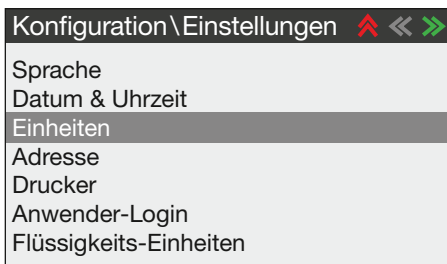 Konfiguration\Einstellungen
Sprache
Datum & Uhrzeit
Einheiten
Adresse
Drucker
Anwender-Login
Flüssigkeits-Einheiten